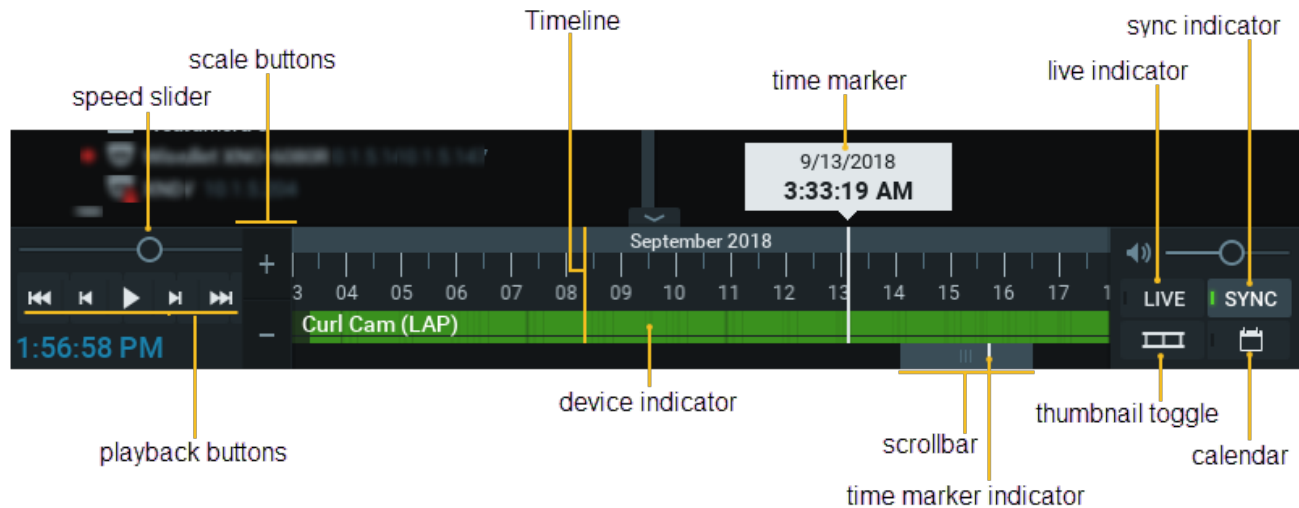 Timeline
sync indicator
scale buttons
live indicator
speed slider
time marker
9/13/2018
3:33:19 AM
September 2018
3 04 05 06 07 08 09 10 11 12 13 14 15 16 17 1
LIVE
SYNC
Curl Cam (LAP)
1:56:58 PM
device indicator
thumbnail toggle
scrollbar
playback buttons
calendar
time marker indicator